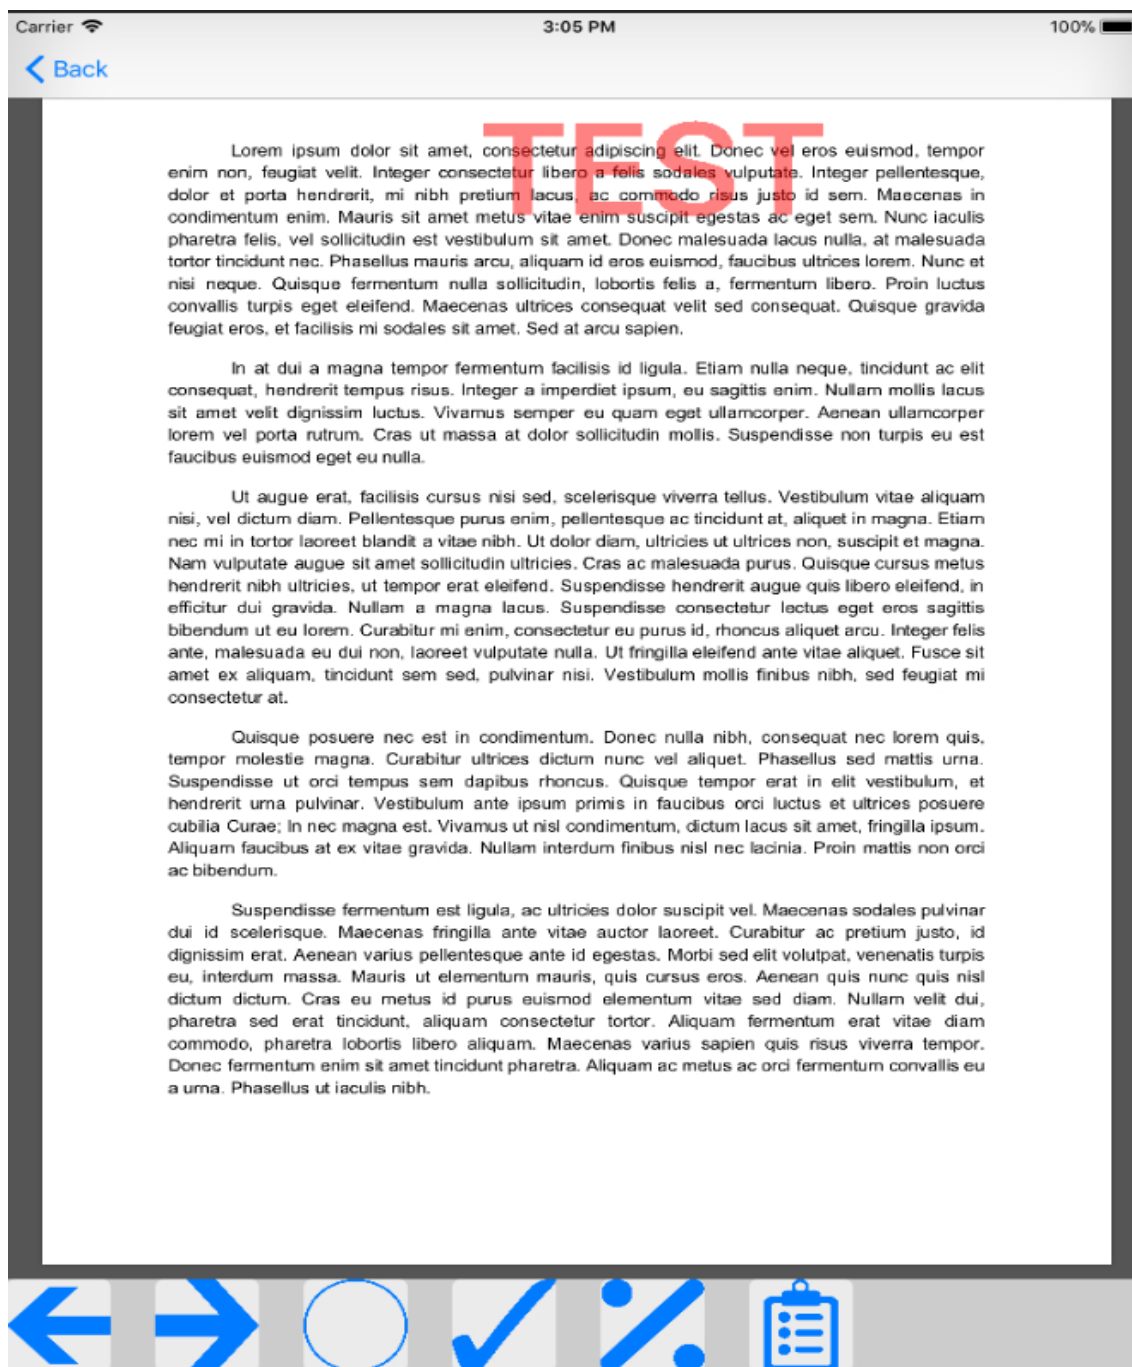 Carrier
3:05 PM
100%
Back
TEST
Lorem ipsum dolor sit amet, consectetur adipiscing elit. Donec vel eros euismod, tempor
enim non, feugiat velit. Integer consectetur libero a felis sodales vulputate. Integer pellentesque,
dolor et porta hendrerit, mi nibh pretium lacus, ac commodo risus justo id sem. Maecenas in
condimentum enim. Mauris sit amet metus vitae enim suscipit egestas ac eget sem. Nunc iaculis
pharetra felis, vel sollicitudin est vestibulum sit amet. Donec malesuada lacus nulla, at malesuada
tortor tincidunt nec. Phasellus mauris arcu, aliquam id eros euismod, faucibus ultrices lorem. Nunc et
nisi neque. Quisque fermentum nulla sollicitudin, lobortis felis a, fermentum libero. Proin luctus
convallis turpis eget eleifend. Maecenas ultrices consequat velit sed consequat. Quisque gravida
feugiat eros, et facilisis mi sodales sit amet. Sed at arcu sapien.
In at dui a magna tempor fermentum facilisis id ligula. Etiam nulla neque, tincidunt ac elit
consequat, hendrerit tempus risus. Integer a imperdiet ipsum, eu sagittis enim. Nullam mollis lacus
sit amet velit dignissim luctus. Vivamus semper eu quam eget ullamcorper. Aenean ullamcorper
lorem vel porta rutrum. Cras ut massa at dolor sollicitudin mollis. Suspendisse non turpis eu est
faucibus euismod eget eu nulla.
Ut augue erat, facilisis cursus nisi sed, scelerisque viverra tellus. Vestibulum vitae aliquam
nisi, vel dictum diam. Pellentesque purus enim, pellentesque ac tincidunt at, aliquet in magna. Etiam
nec mi in tortor laoreet blandit a vitae nibh. Ut dolor diam, ultricies ut ultrices non, suscipit et magna.
Nam vulputate augue sit amet sollicitudin ultricies. Cras ac malesuada purus. Quisque cursus metus
hendrerit nibh ultricies, ut tempor erat eleifend. Suspendisse hendrerit augue quis libero eleifend, in
efficitur dui gravida. Nullam a magna lacus. Suspendisse consectetur lectus eget eros sagittis
bibendum ut eu lorem. Curabitur mi enim, consectetur eu purus id, rhoncus aliquet arcu. Integer felis
ante, malesuada eu dui non, laoreet vulputate nulla. Ut fringilla eleifend ante vitae aliquet. Fusce sit
amet ex aliquam, tincidunt sem sed, pulvinar nisi. Vestibulum mollis finibus nibh, sed feugiat mi
consectetur at.
Quisque posuere nec est in condimentum. Donec nulla nibh, consequat nec lorem quis,
tempor molestie magna. Curabitur ultrices dictum nunc vel aliquet. Phasellus sed mattis urna.
Suspendisse ut orci tempus sem dapibus rhoncus. Quisque tempor erat in elit vestibulum, et
hendrerit urna pulvinar. Vestibulum ante ipsum primis in faucibus orci luctus et ultrices posuere
cubilia Curae; In nec magna est. Vivamus ut nisl condimentum, dictum lacus sit amet, fringilla ipsum.
Aliquam faucibus at ex vitae gravida. Nullam interdum finibus nisl nec lacinia. Proin mattis non orci
ac bibendum.
Suspendisse fermentum est ligula, ac ultricies dolor suscipit vel. Maecenas sodales pulvinar
dui id scelerisque. Maecenas fringilla ante vitae auctor laoreet. Curabitur ac pretium justo, id
dignissim erat. Aenean varius pellentesque ante id egestas. Morbi sed elit volutpat, venenatis turpis
eu, interdum massa. Mauris ut elementum mauris, quis cursus eros. Aenean quis nunc quis nisl
dictum dictum. Cras eu metus id purus euismod elementum vitae sed diam. Nullam velit dui,
pharetra sed erat tincidunt, aliquam consectetur tortor. Aliquam fermentum erat vitae diam
commodo, pharetra lobortis libero aliquam. Maecenas varius sapien quis risus viverra tempor.
Donec fermentum enim sit amet tincidunt pharetra. Aliquam ac metus ac orci fermentum convallis eu
a urna. Phasellus ut iaculis nibh.